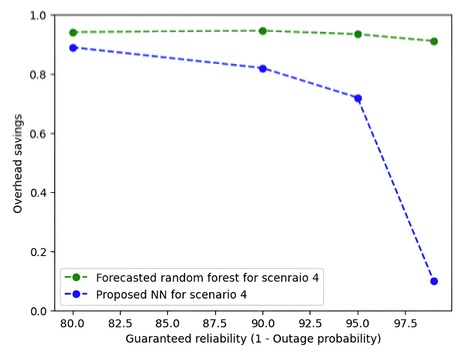 1.0
0.8
0.6
0.4
0.2
0.0
Overhead savings
Forecasted random forest for scenraio 4
Proposed NN for scenario 4
80.0 82.5 85.0 87.5 90.0 92.5 95.0 97.5
Guaranteed reliability (1 - Outage probability)